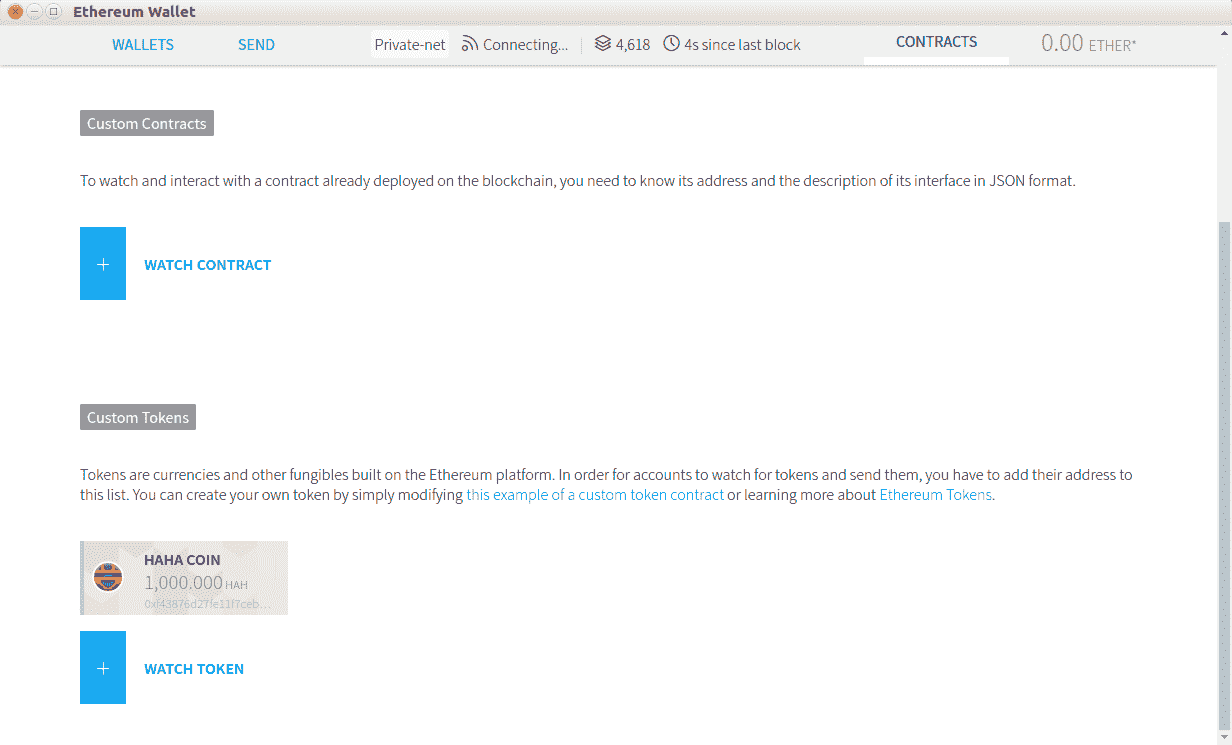 Ethereum Wallet
WALLETS SEND Private-net Connecting... 4,618 4s since last block CONTRACTS 0.00 ETHER*
Custom Contracts
To watch and interact with a contract already deployed on the blockchain, you need to know its address and the description of its interface in JSON format.
+ WATCH CONTRACT
Custom Tokens
Tokens are currencies and other fungibles built on the Ethereum platform. In order for accounts to watch for tokens and send them, you have to add their address to
this list. You can create your own token by simply modifying this example of a custom token contract or learning more about Ethereum Tokens.
HAHA COIN
1,000.000 HAH
0xf43876d27fe11f7ceb...
+ WATCH TOKEN